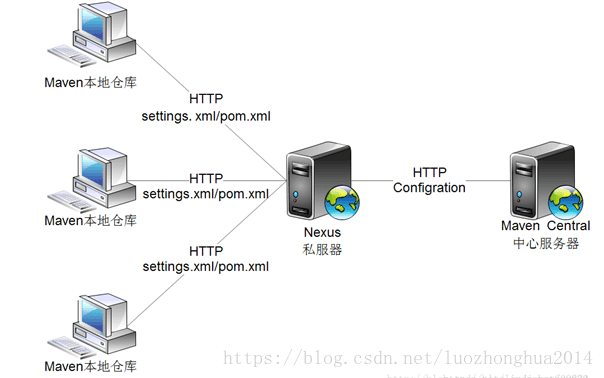 Maven本地仓库
HTTP
settings. xml/pom.xml
HTTP
settings.xml/pom.xml
Maven本地仓库
HTTP
settings.xml/pom.xml
Maven本地仓库
Nexus
私服器
HTTP
Configration
Maven Central
中心服务器
https://blog.csdn.net/luozhonghua2014